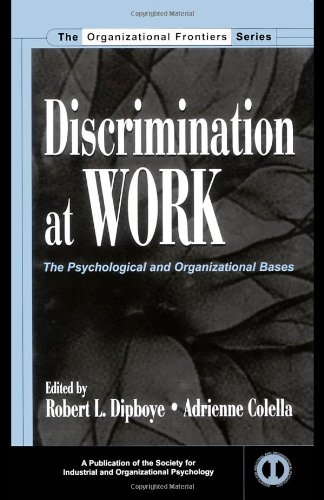 The Organizational Frontiers Series
Discrimination
at WORK
The Psychological and Organizational Bases
Edited by
Robert L. Dipboye • Adrienne Colella
A Publication of the Society for
Industrial and Organizational Psychology